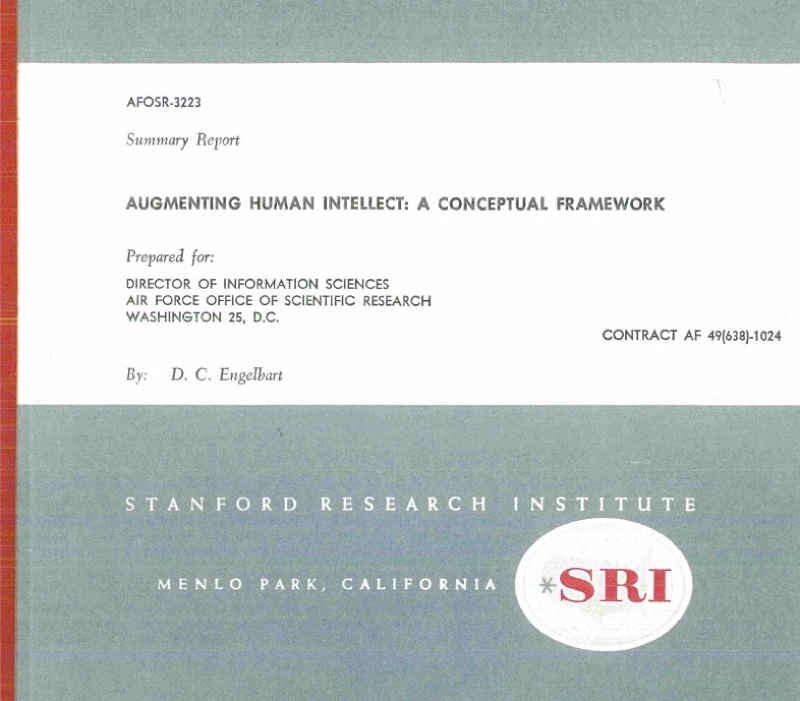 AFOSR-3223
Summary Report
AUGMENTING HUMAN INTELLECT: A CONCEPTUAL FRAMEWORK
Prepared for:
DIRECTOR OF INFORMATION SCIENCES
AIR FORCE OFFICE OF SCIENTIFIC RESEARCH
WASHINGTON 25, D.C.
CONTRACT AF 49(638)-1024
By: D. C. Engelbart
STANFORD RESEARCH INSTITUTE
MENLO PARK, CALIFORNIA
*SRI